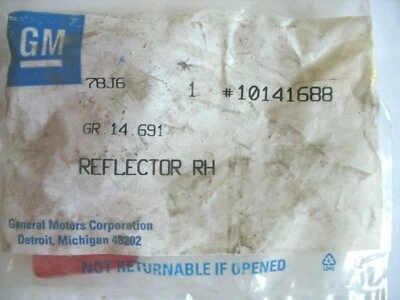 GM
78J6 1 #10141688
GR 14.691
REFLECTOR RH
General Motors Corporation
Detroit, Michigan 48202
NOT RETURNABLE IF OPENED
LDPE